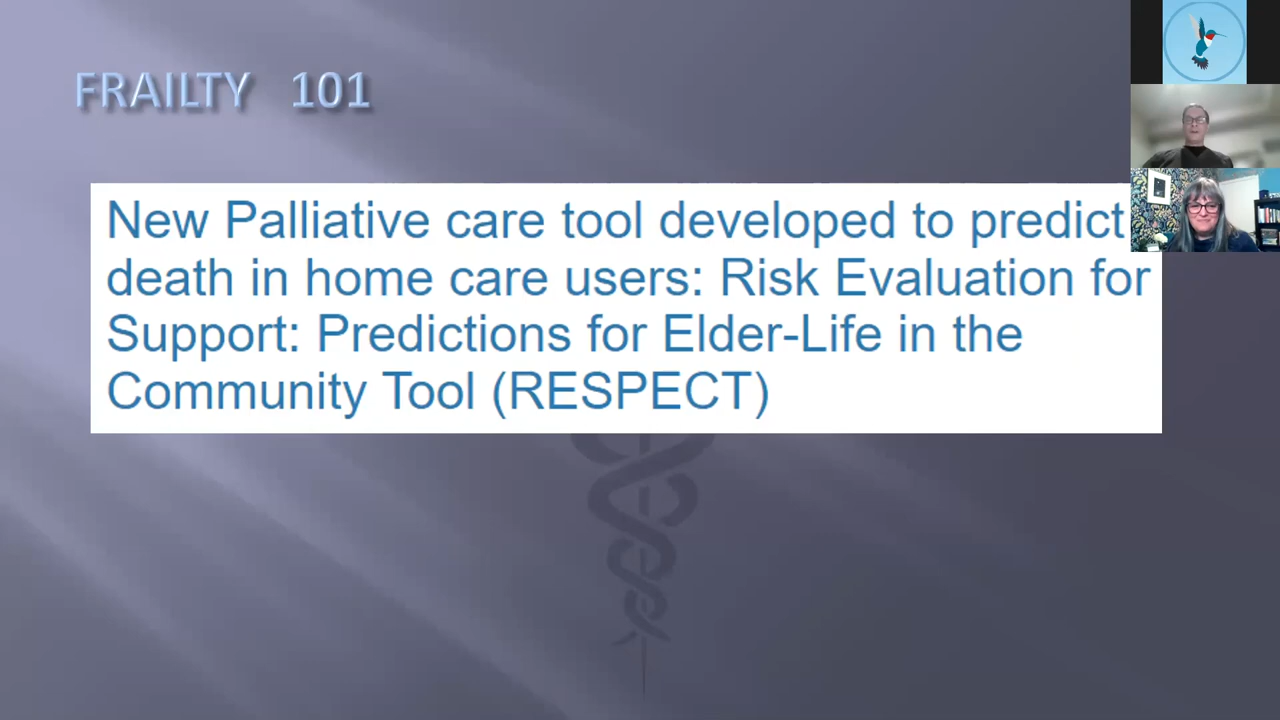 FRAILTY 101
New Palliative care tool developed to predict
death in home care users: Risk Evaluation for
Support: Predictions for Elder-Life in the
Community Tool (RESPECT)